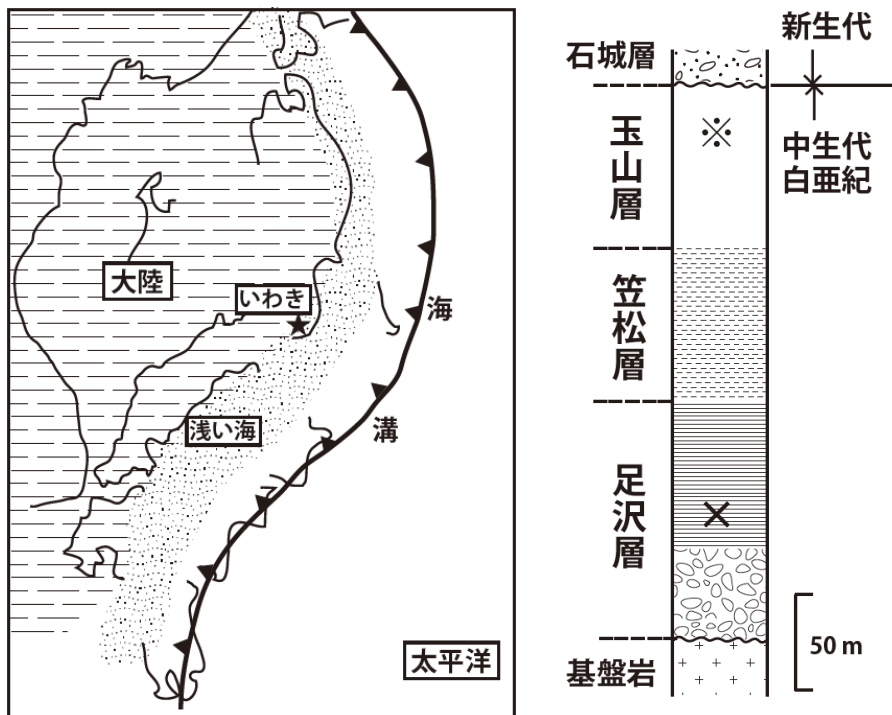 大陸
いわき
海
溝
浅い海
太平洋
石城層
玉山層
笠松層
足沢層
基盤岩
新生代
中生代
白亜紀
※
50 m